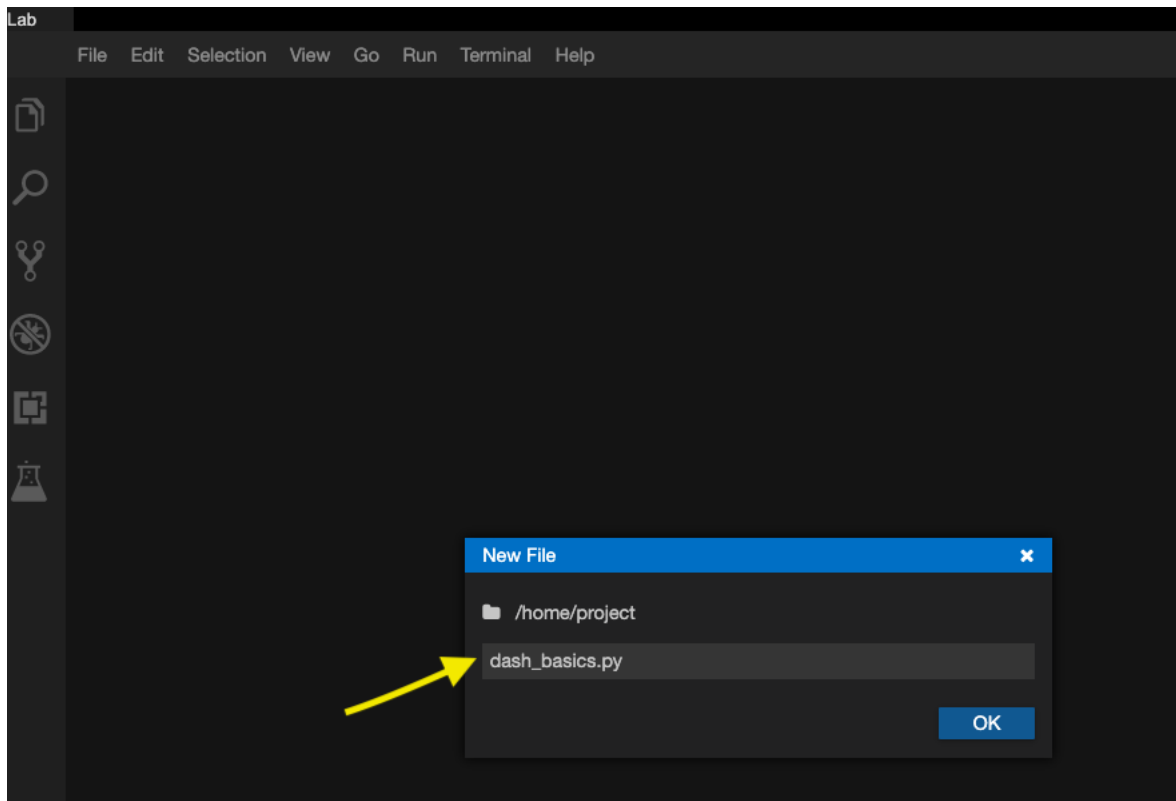 Lab
File Edit Selection View Go Run Terminal Help
New File
/home/project
dash_basics.py
OK